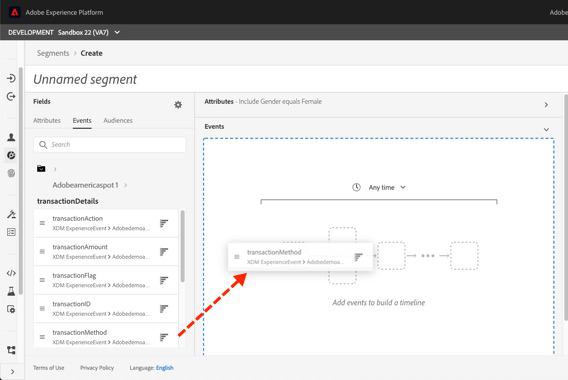 Adobe Experience Platform
Adobe
DEVELOPMENT Sandbox 22 (VA7)
Segments > Create
Unnamed segment
Fields
Attributes Events Audiences
Search
Adobeamericaspot1 >
transactionDetails
transactionAction
XDM ExperienceEvent > Adobedemoa...
transactionAmount
XDM ExperienceEvent > Adobedemoa...
transactionFlag
XDM ExperienceEvent > Adobedemoa...
transactionID
XDM ExperienceEvent > Adobedemoa...
transactionMethod
XDM ExperienceEvent > Adobedemoa...
Attributes - Include Gender equals Female
Events
Any time
transactionMethod
XDM ExperienceEvent > Adobedemoa...
Add events to build a timeline
Terms of Use Privacy Policy Language: English